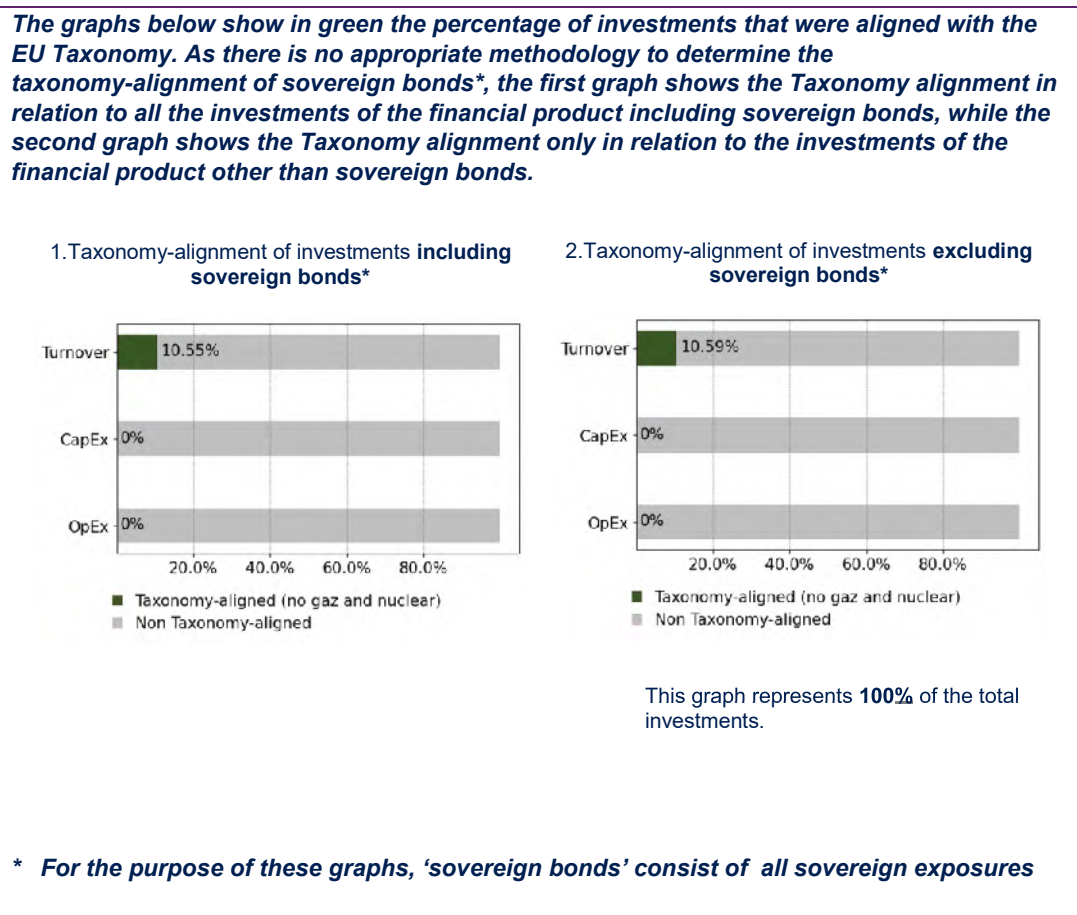 The graphs below show in green the percentage of investments that were aligned with the
EU Taxonomy. As there is no appropriate methodology to determine the
taxonomy-alignment of sovereign bonds*, the first graph shows the Taxonomy alignment in
relation to all the investments of the financial product including sovereign bonds, while the
second graph shows the Taxonomy alignment only in relation to the investments of the
financial product other than sovereign bonds.
1.Taxonomy-alignment of investments including
sovereign bonds*
Turnover 10.55%
CapEx 0%
OpEx 0%
20.0% 40.0% 60.0% 80.0%
Taxonomy-aligned (no gaz and nuclear)
Non Taxonomy-aligned
2.Taxonomy-alignment of investments excluding
sovereign bonds*
Turnover 10.59%
CapEx 0%
OpEx 0%
20.0% 40.0% 60.0% 80.0%
Taxonomy-aligned (no gaz and nuclear)
Non Taxonomy-aligned
This graph represents 100% of the total
investments.
* For the purpose of these graphs, ‘sovereign bonds’ consist of all sovereign exposures